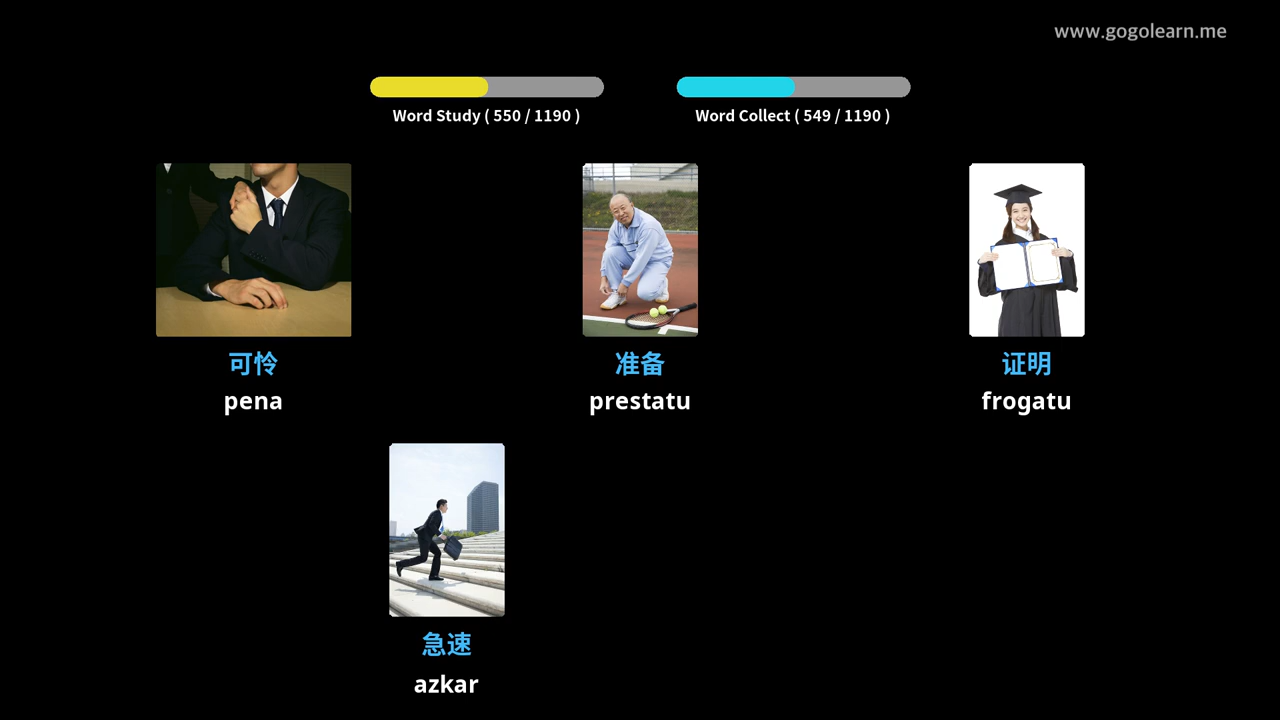 www.gogolearn.me
Word Study ( 550 / 1190 )
Word Collect ( 549 / 1190 )
可怜
pena
准备
prestatu
证明
frogatu
急速
azkar